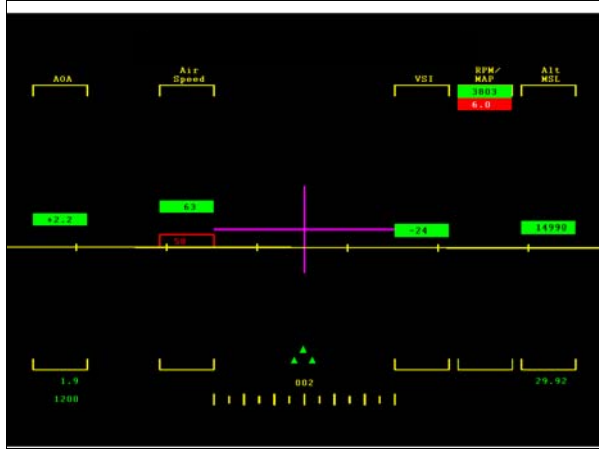 AOA
Air
Speed
VSI
RPM/
MAP
Alt
MSL
3803
6.0
+2.2
63
50
-24
14990
1.9
1200
002
29.92